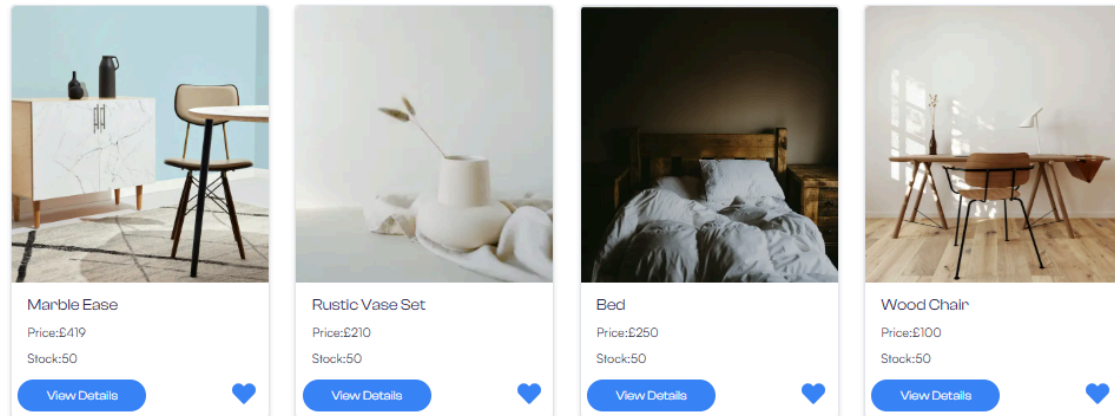 Marble Ease
Price:£419
Stock:50
View Details
Rustic Vase Set
Price:£210
Stock:50
View Details
Bed
Price:£250
Stock:50
View Details
Wood Chair
Price:£100
Stock:50
View Details